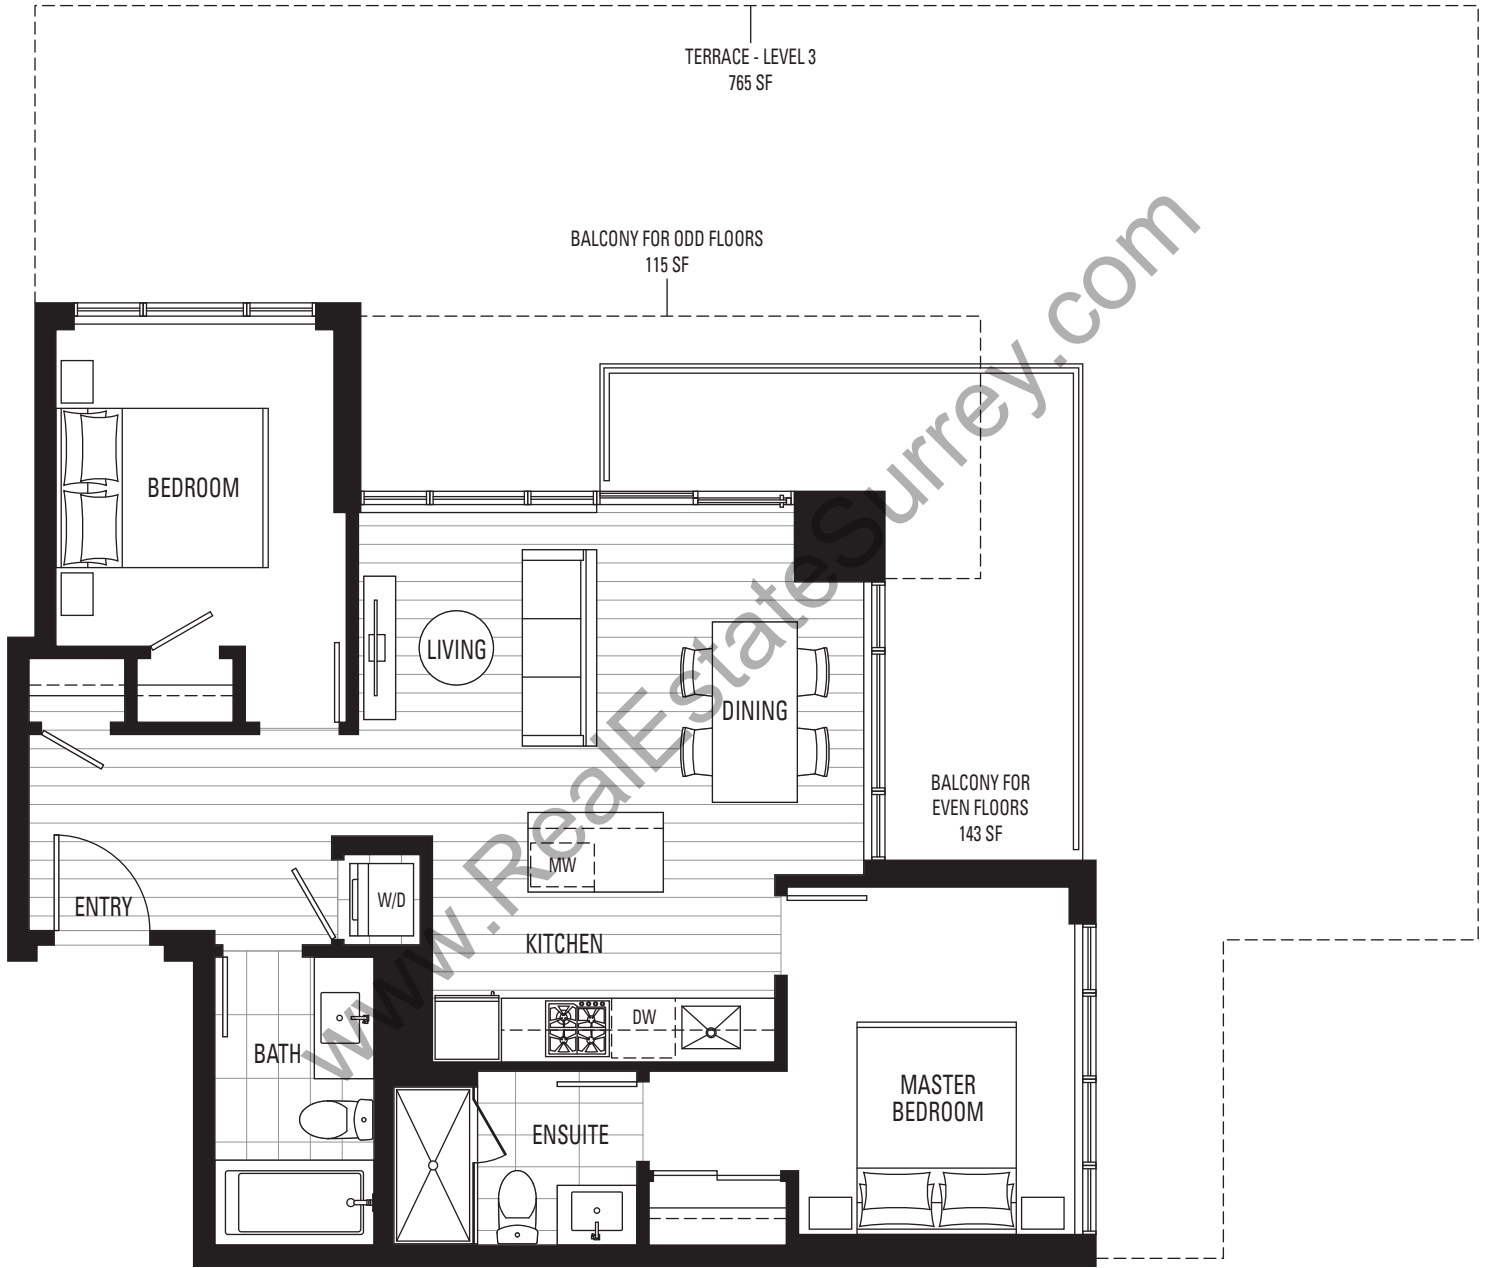 TERRACE - LEVEL 3
765 SF
BALCONY FOR ODD FLOORS
115 SF
BEDROOM
LIVING
DINING
BALCONY FOR
EVEN FLOORS
143 SF
MW
W/D
ENTRY
KITCHEN
DW
BATH
MASTER
BEDROOM
ENSUITE
www.RealEstateSurrey.com